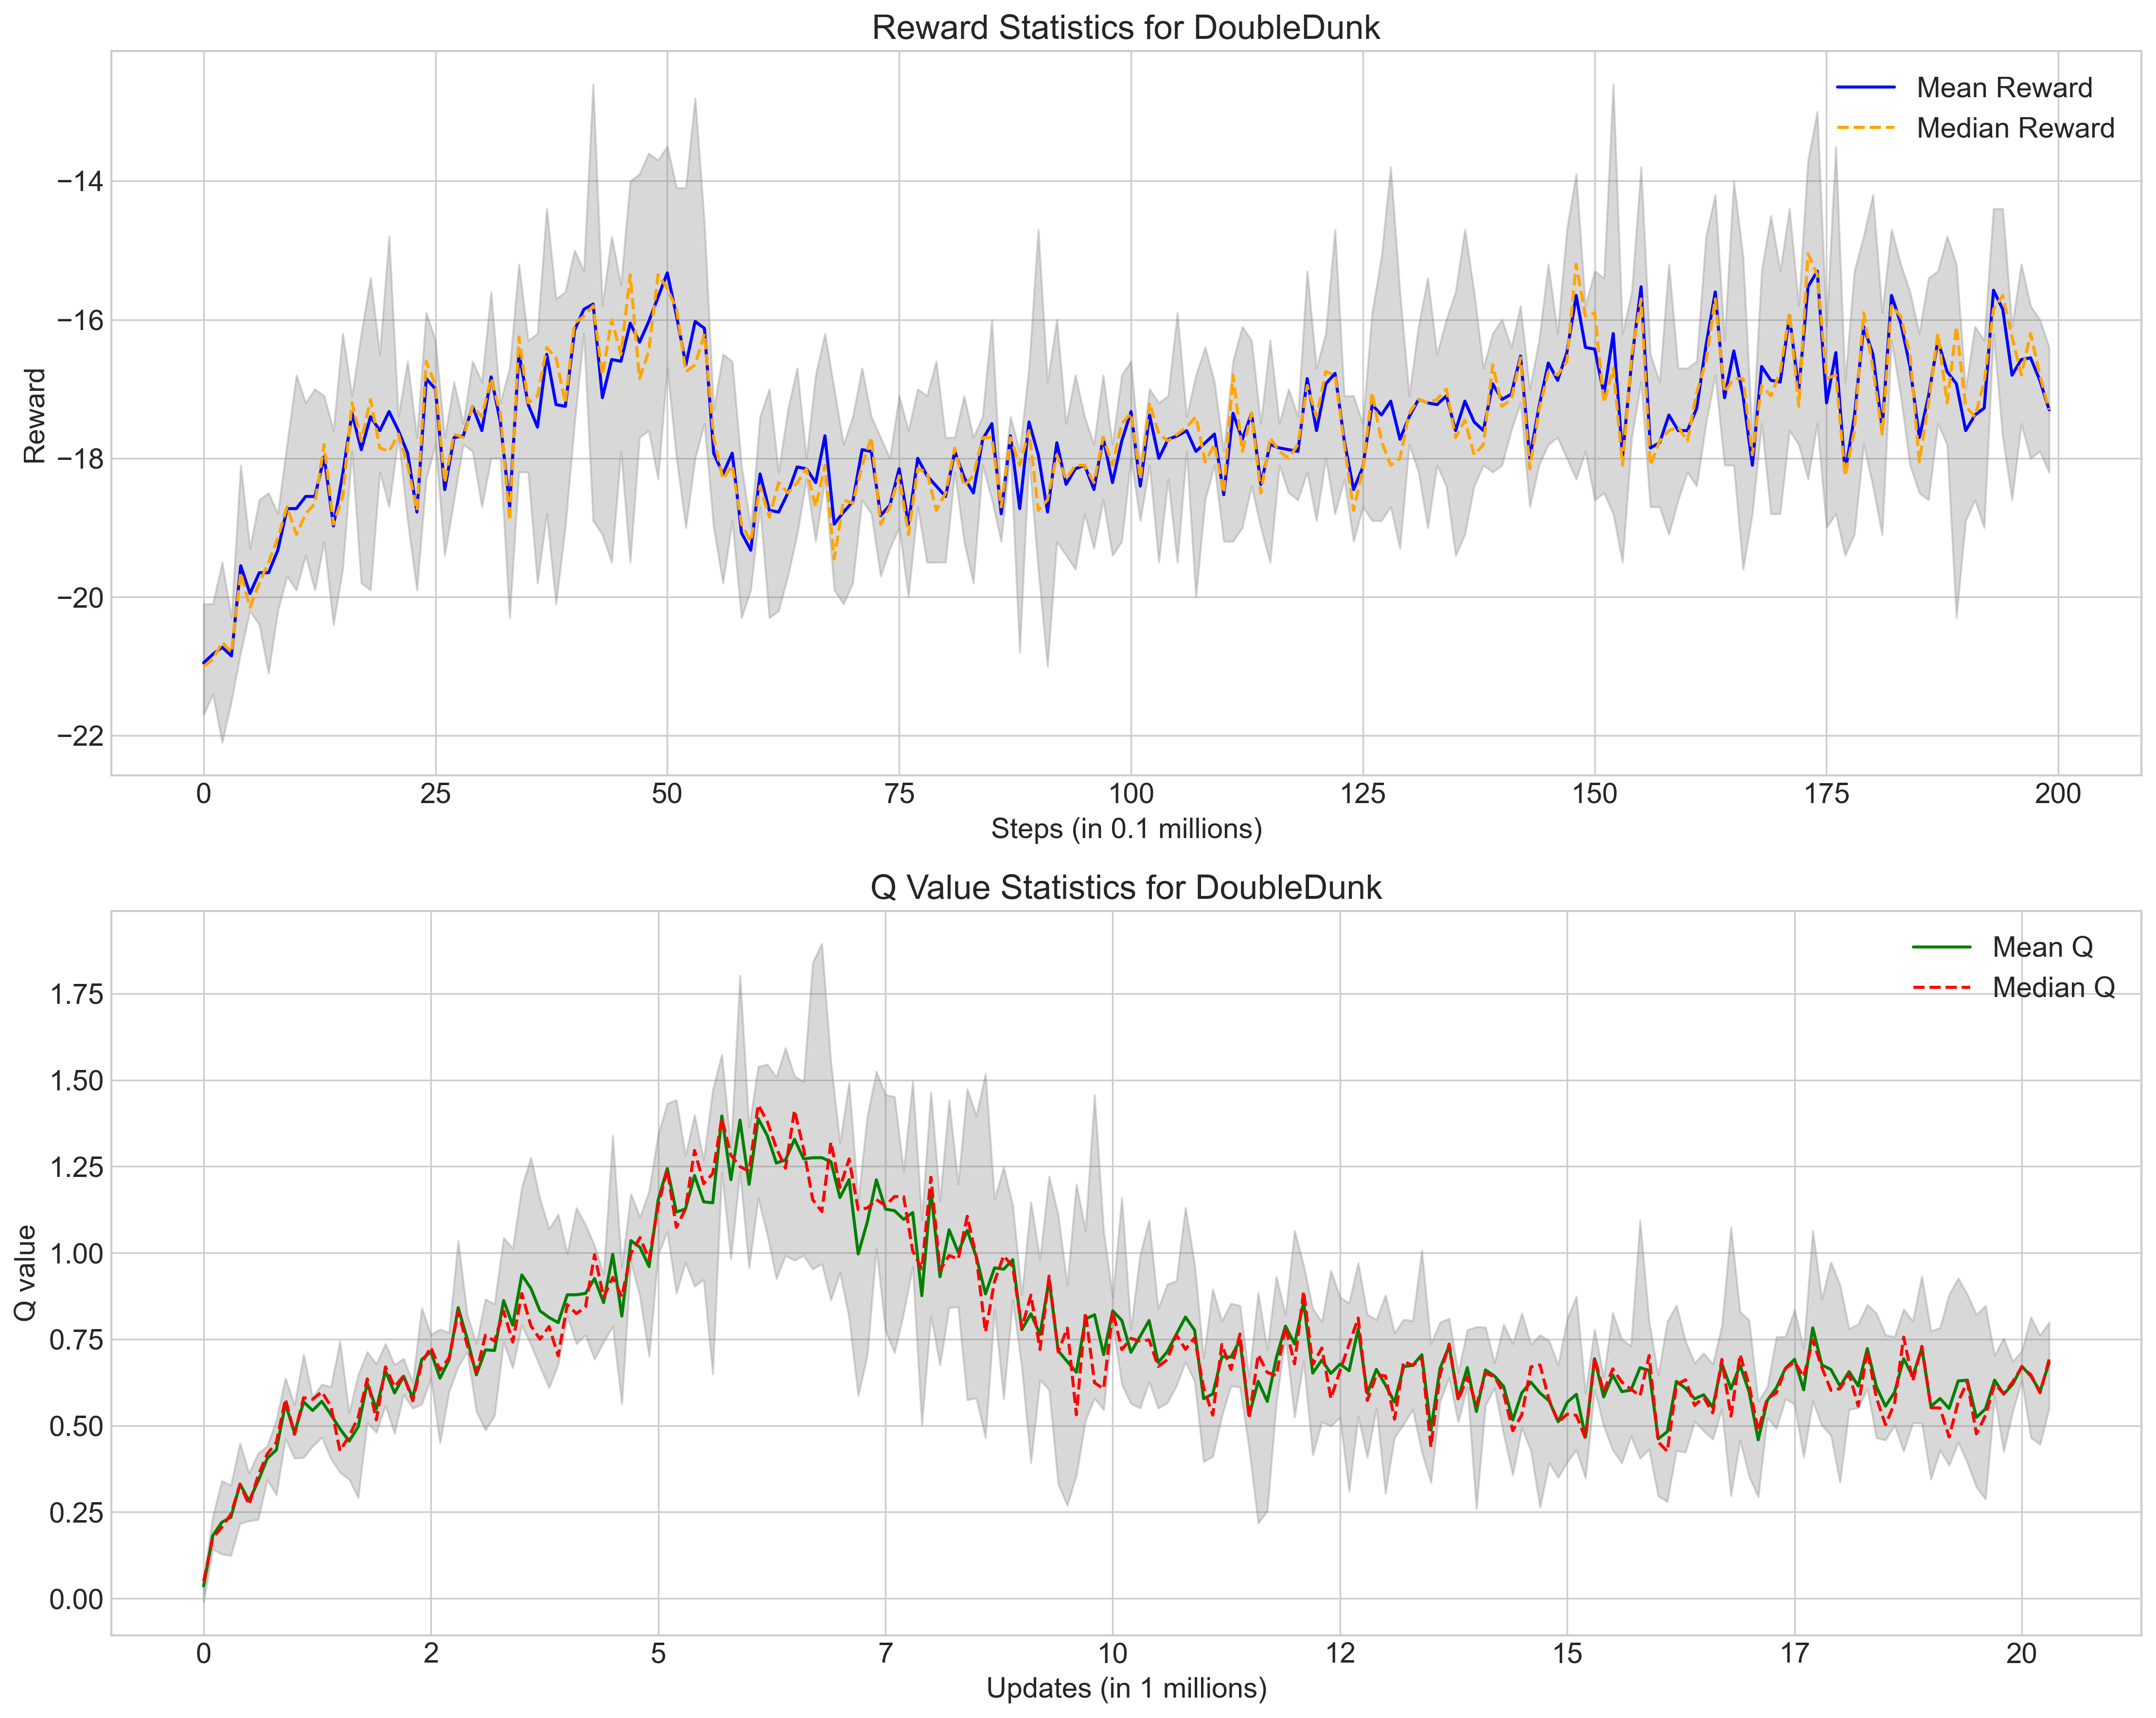 Reward Statistics for DoubleDunk
Mean Reward
Median Reward
Reward
−14
−16
−18
−20
−22
0 25 50 75 100 125 150 175 200
Steps (in 0.1 millions)
Q Value Statistics for DoubleDunk
Mean Q
Median Q
Q value
1.75
1.50
1.25
1.00
0.75
0.50
0.25
0.00
0 2 5 7 10 12 15 17 20
Updates (in 1 millions)